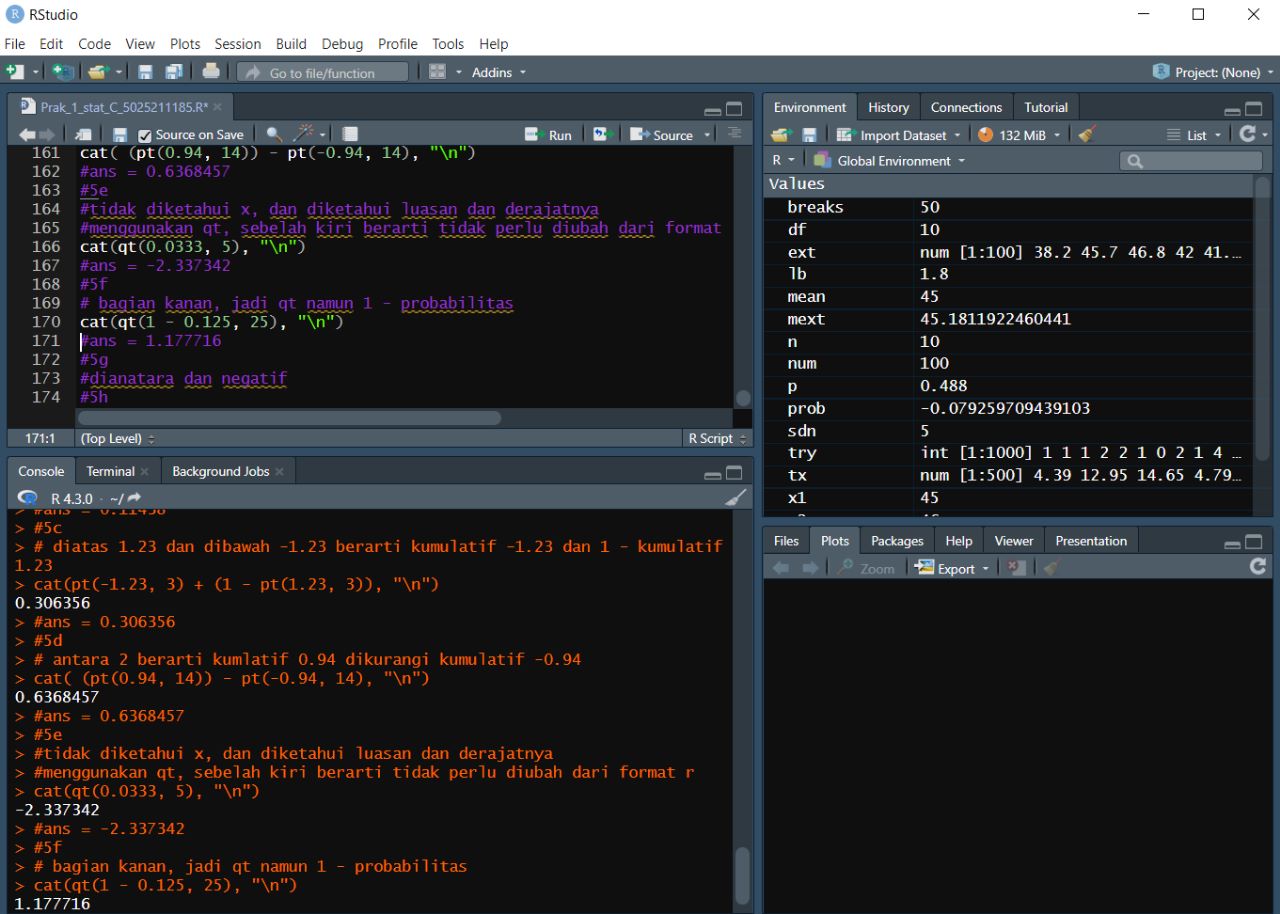 RStudio
File Edit Code View Plots Session Build Debug Profile Tools Help
Go to file/function Addins Project: (None)
Prak_1_stat_C_5025211185.R*
Source on Save Run Source
161 cat( (pt(0.94, 14)) - pt(-0.94, 14), "\n")
162 #ans = 0.6368457
163 #5e
164 #tidak diketahui x, dan diketahui luasan dan derajatnya
165 #menggunakan qt, sebelah kiri berarti tidak perlu diubah dari format
166 cat(qt(0.0333, 5), "\n")
167 #ans = -2.337342
168 #5f
169 # bagian kanan, jadi qt namun 1 - probabilitas
170 cat(qt(1 - 0.125, 25), "\n")
171 #ans = 1.177716
172 #5g
173 #dianatara dan negatif
174 #5h
171:1 (Top Level) R Script
Console Terminal Background Jobs
R 4.3.0 · ~/
> #ans = 0.11458
> #5c
> # diatas 1.23 dan dibawah -1.23 berarti kumulatif -1.23 dan 1 - kumulatif
1.23
> cat(pt(-1.23, 3) + (1 - pt(1.23, 3)), "\n")
0.306356
> #ans = 0.306356
> #5d
> # antara 2 berarti kumlatif 0.94 dikurangi kumulatif -0.94
> cat( (pt(0.94, 14)) - pt(-0.94, 14), "\n")
0.6368457
> #ans = 0.6368457
> #5e
> #tidak diketahui x, dan diketahui luasan dan derajatnya
> #menggunakan qt, sebelah kiri berarti tidak perlu diubah dari format r
> cat(qt(0.0333, 5), "\n")
-2.337342
> #ans = -2.337342
> #5f
> # bagian kanan, jadi qt namun 1 - probabilitas
> cat(qt(1 - 0.125, 25), "\n")
1.177716
Environment History Connections Tutorial
Import Dataset 132 MiB List
R Global Environment
Values
breaks 50
df 10
ext num [1:100] 38.2 45.7 46.8 42 41.…
lb 1.8
mean 45
mext 45.1811922460441
n 10
num 100
p 0.488
prob -0.079259709439103
sdn 5
try int [1:1000] 1 1 1 2 2 1 0 2 1 4 …
tx num [1:500] 4.39 12.95 14.65 4.79…
x1 45
Files Plots Packages Help Viewer Presentation
Zoom Export